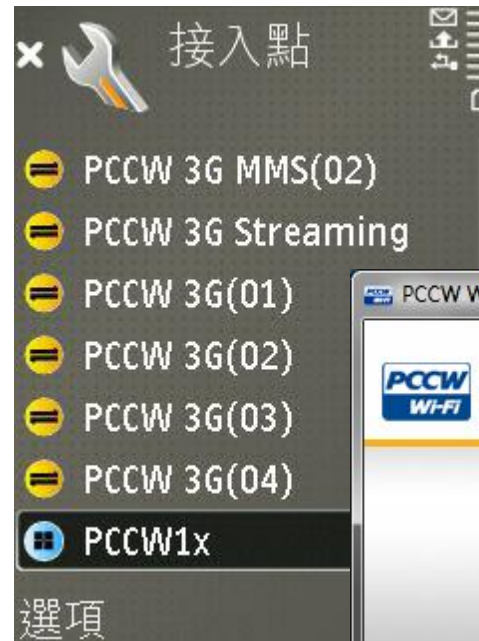 接入點
PCCW 3G MMS(02)
PCCW 3G Streaming
PCCW 3G(01)
PCCW W
PCCW 3G(02)
PCCW
Wi-Fi
PCCW 3G(03)
PCCW 3G(04)
PCCW1x
選項